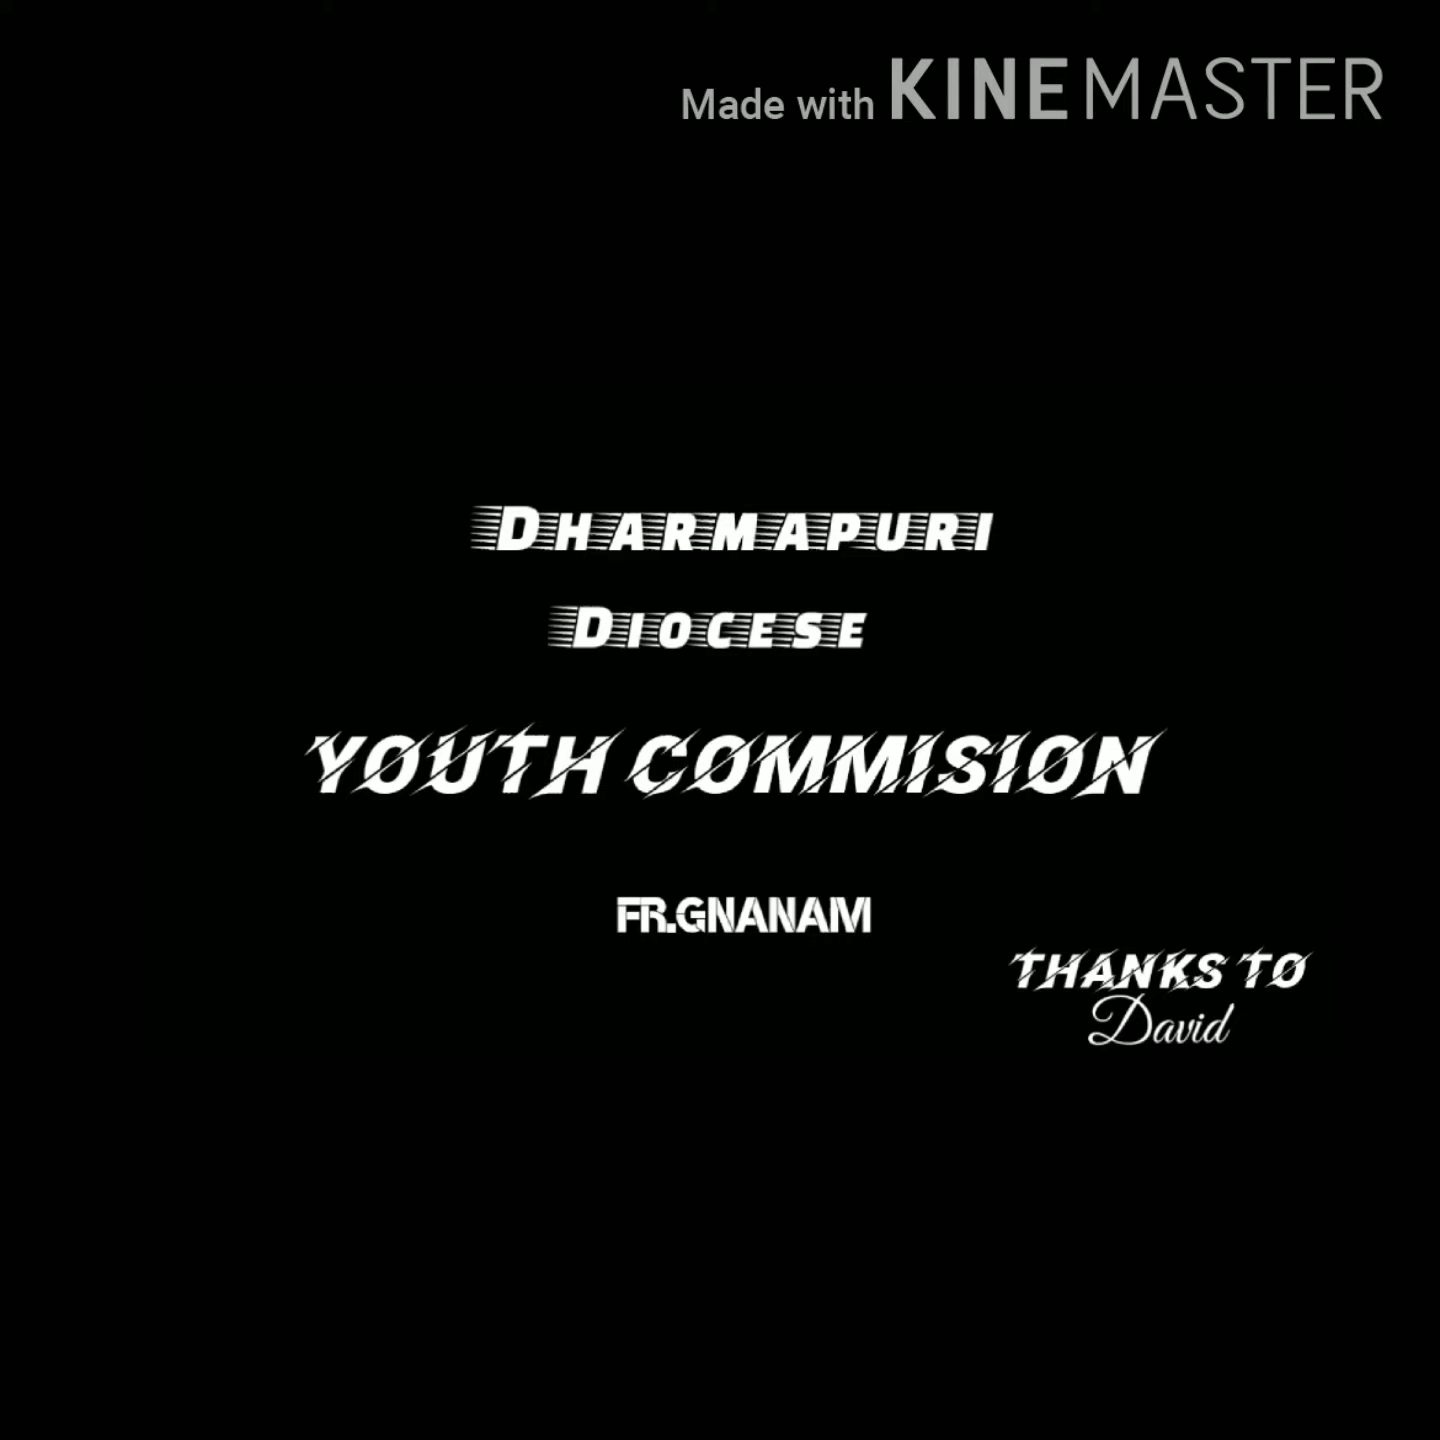 Made with KINEMASTER
DHARMAPURI
DIOCESE
YOUTH COMMISION
FR.GNANAM
THANKS TO
David